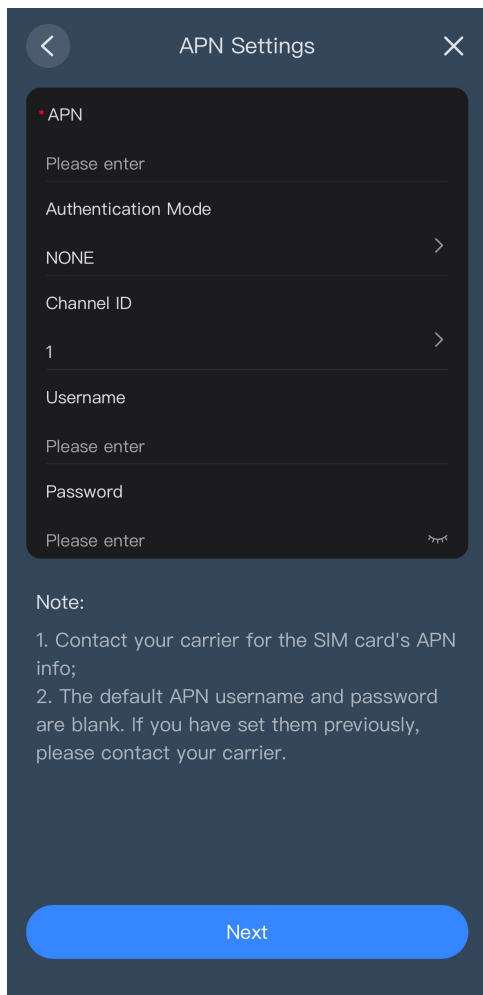 APN Settings
* APN
Please enter
Authentication Mode
NONE
Channel ID
1
Username
Please enter
Password
Please enter
Note:
1. Contact your carrier for the SIM card's APN
info;
2. The default APN username and password
are blank. If you have set them previously,
please contact your carrier.
Next